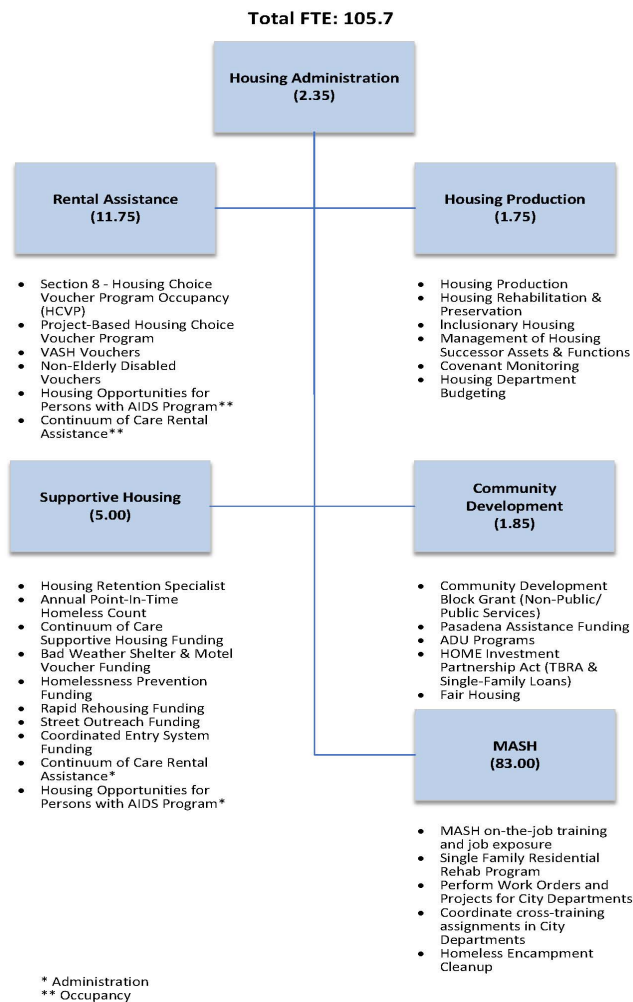 Total FTE: 105.7
Housing Administration
(2.35)
Rental Assistance
(11.75)
Housing Production
(1.75)
• Section 8 - Housing Choice
Voucher Program Occupancy
(HCVP)
• Project-Based Housing Choice
Voucher Program
• VASH Vouchers
• Non-Elderly Disabled
Vouchers
• Housing Opportunities for
Persons with AIDS Program**
• Continuum of Care Rental
Assistance**
• Housing Production
• Housing Rehabilitation &
Preservation
• Inclusionary Housing
• Management of Housing
Successor Assets & Functions
• Covenant Monitoring
• Housing Department
Budgeting
Supportive Housing
(5.00)
Community
Development
(1.85)
• Housing Retention Specialist
• Annual Point-In-Time
Homeless Count
• Continuum of Care
Supportive Housing Funding
• Bad Weather Shelter & Motel
Voucher Funding
• Homelessness Prevention
Funding
• Rapid Rehousing Funding
• Street Outreach Funding
• Coordinated Entry System
Funding
• Continuum of Care Rental
Assistance*
• Housing Opportunities for
Persons with AIDS Program*
• Community Development
Block Grant (Non-Public/
Public Services)
• Pasadena Assistance Funding
• ADU Programs
• HOME Investment
Partnership Act (TBRA &
Single-Family Loans)
• Fair Housing
MASH
(83.00)
• MASH on-the-job training
and job exposure
• Single Family Residential
Rehab Program
• Perform Work Orders and
Projects for City Departments
• Coordinate cross-training
assignments in City
Departments
• Homeless Encampment
Cleanup
* Administration
** Occupancy